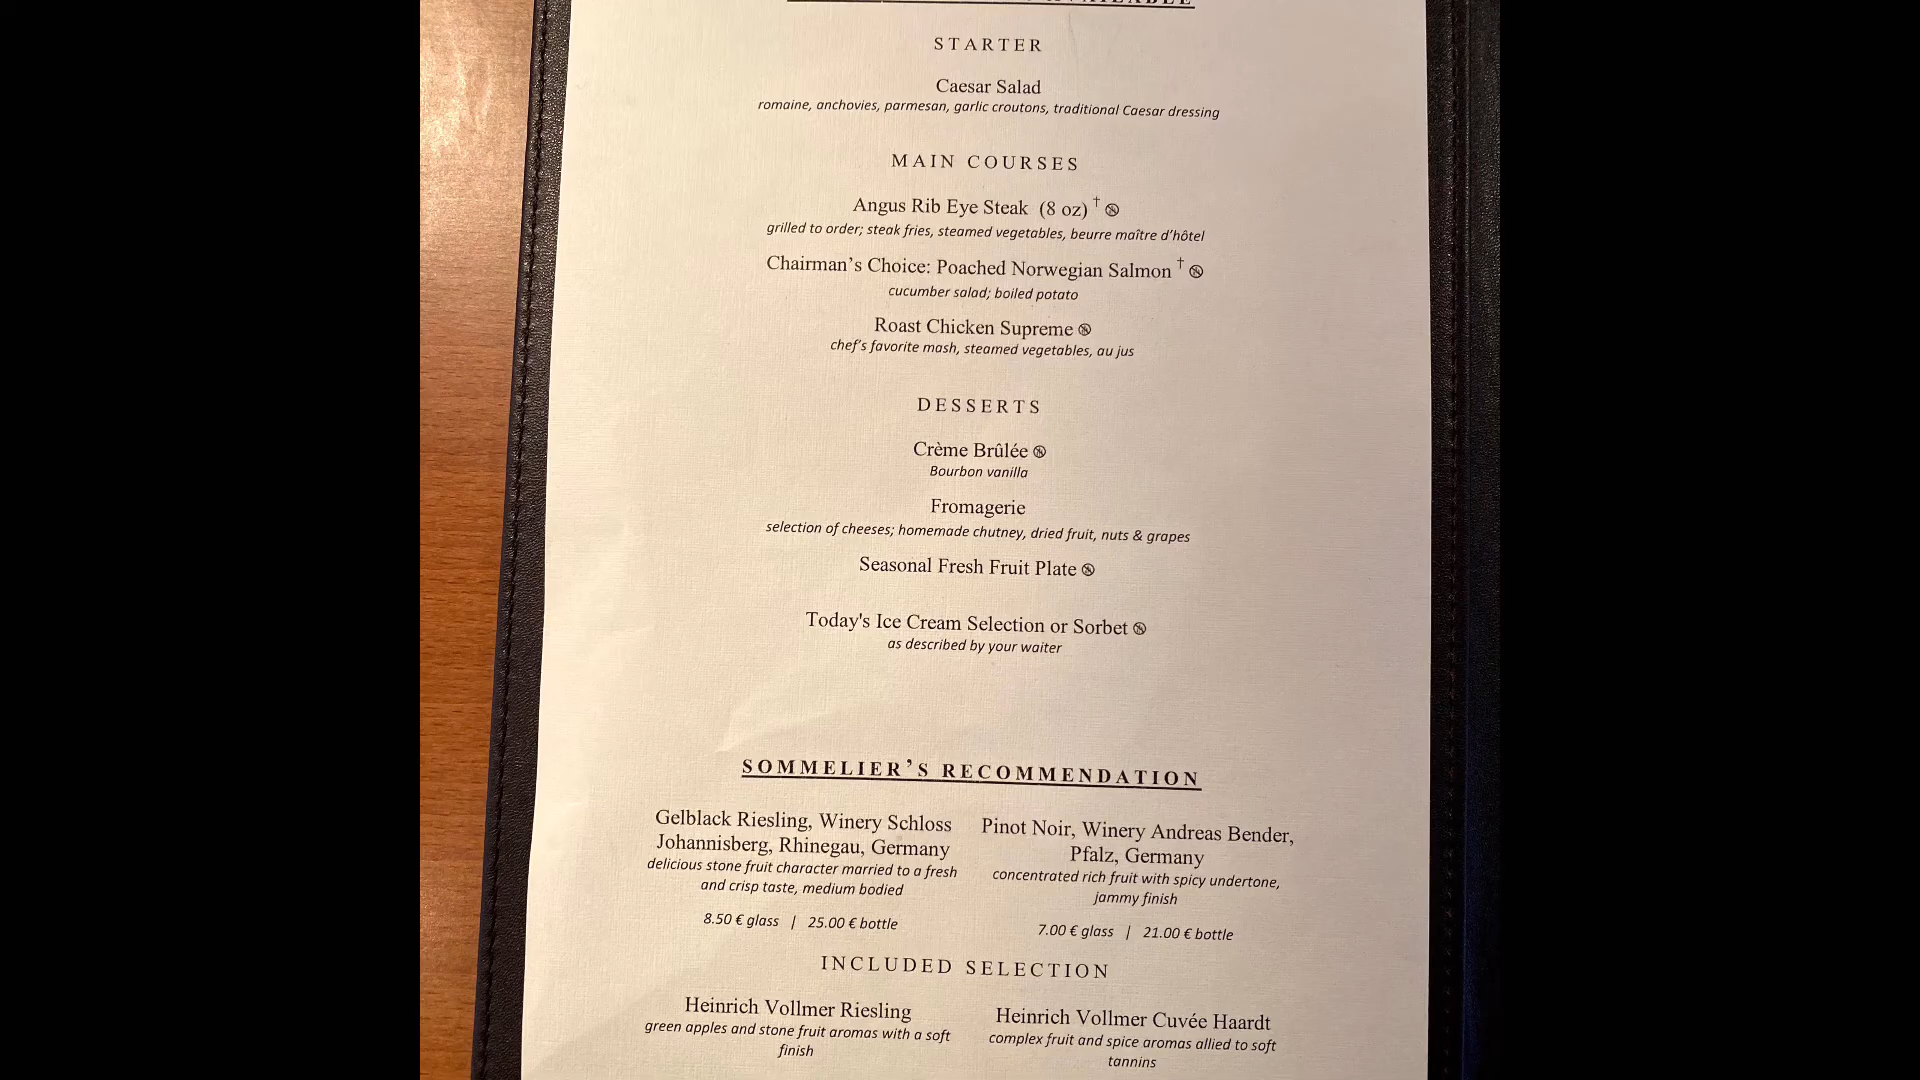 AVAILABLE
STARTER
Caesar Salad
romaine, anchovies, parmesan, garlic croutons, traditional Caesar dressing
MAIN COURSES
Angus Rib Eye Steak (8 oz) †
grilled to order; steak fries, steamed vegetables, beurre maître d'hôtel
Chairman's Choice: Poached Norwegian Salmon †
cucumber salad; boiled potato
Roast Chicken Supreme
chef's favorite mash, steamed vegetables, au jus
DESSERTS
Crème Brûlée
Bourbon vanilla
Fromagerie
selection of cheeses; homemade chutney, dried fruit, nuts & grapes
Seasonal Fresh Fruit Plate
Today's Ice Cream Selection or Sorbet
as described by your waiter
SOMMELIER'S RECOMMENDATION
Gelblack Riesling, Winery Schloss
Johannisberg, Rhinegau, Germany
delicious stone fruit character married to a fresh
and crisp taste, medium bodied
8.50 € glass | 25.00 € bottle
Pinot Noir, Winery Andreas Bender,
Pfalz, Germany
concentrated rich fruit with spicy undertone,
jammy finish
7.00 € glass | 21.00 € bottle
INCLUDED SELECTION
Heinrich Vollmer Riesling
green apples and stone fruit aromas with a soft
finish
Heinrich Vollmer Cuvée Haardt
complex fruit and spice aromas allied to soft
tannins